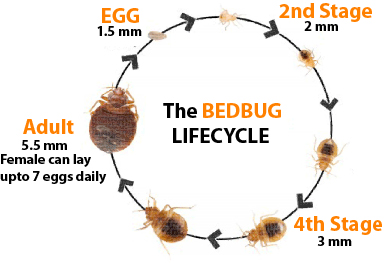 EGG
1.5 mm
2nd Stage
2 mm
The BEDBUG
LIFECYCLE
Adult
5.5 mm
Female can lay
upto 7 eggs daily
4th Stage
3 mm